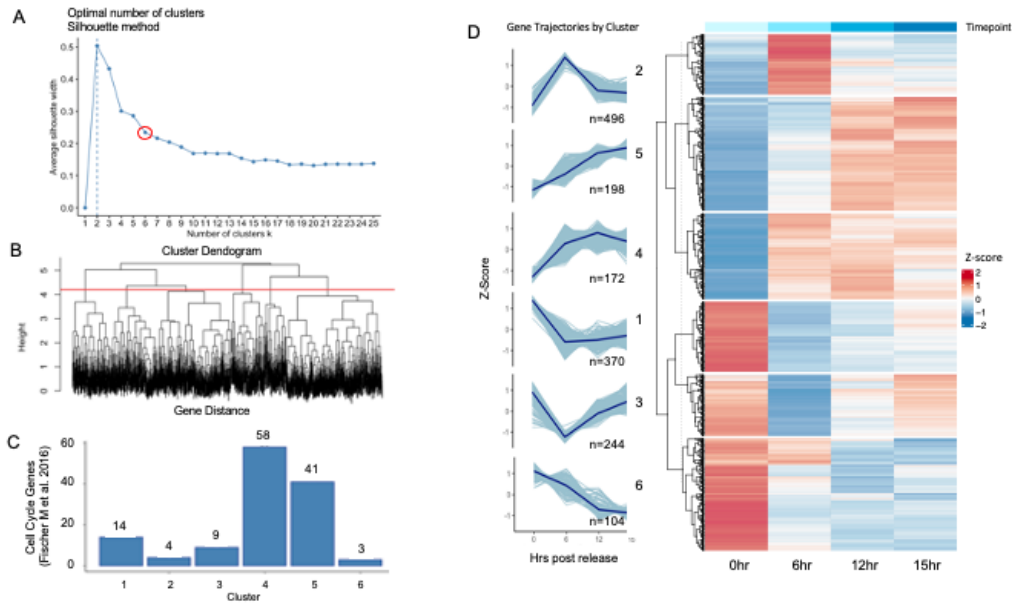 A
Optimal number of clusters
Silhouette method
Average silhouette width
0.5
0.4
0.3
0.2
0.1
0.0
1 2 3 4 5 6 7 8 9 10 11 12 13 14 15 16 17 18 19 20 21 22 23 24 25
Number of clusters k
B
Cluster Dendogram
Height
5
4
3
2
1
0
Gene Distance
C
Cell Cycle Genes
(Fischer M et al. 2016)
60
40
20
0
14
4
9
58
41
3
1 2 3 4 5 6
Cluster
D
Gene Trajectories by Cluster
Z-Score
2
n=496
5
n=198
4
n=172
1
n=370
3
n=244
6
n=104
0 6 12
Hrs post release
Timepoint
Z-score
2
1
0
−1
−2
0hr 6hr 12hr 15hr